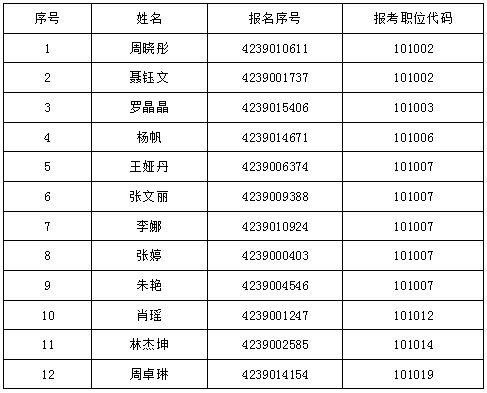 序号 姓名 报名序号 报考职位代码
1 周晓彤 4239010611 101002
2 聂钰文 4239001737 101002
3 罗晶晶 4239015406 101003
4 杨帆 4239014671 101006
5 王娅丹 4239006374 101007
6 张文丽 4239009388 101007
7 李娜 4239010924 101007
8 张婷 4239000403 101007
9 朱艳 4239004546 101007
10 肖瑶 4239001247 101012
11 林杰坤 4239002585 101014
12 周卓琳 4239014154 101019